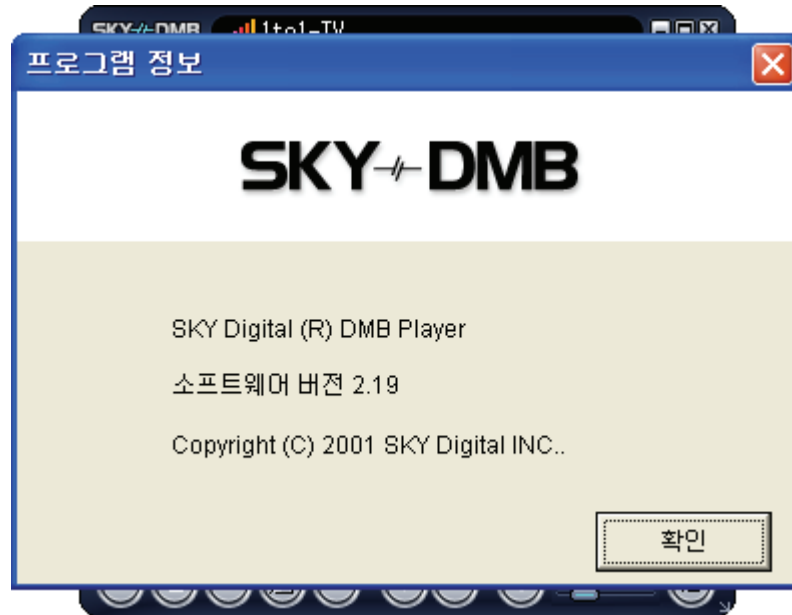 SKY DMB 1to1-TV
프로그램 정보
SKY DMB
SKY Digital (R) DMB Player
소프트웨어 버전 2.19
Copyright (C) 2001 SKY Digital INC..
확인